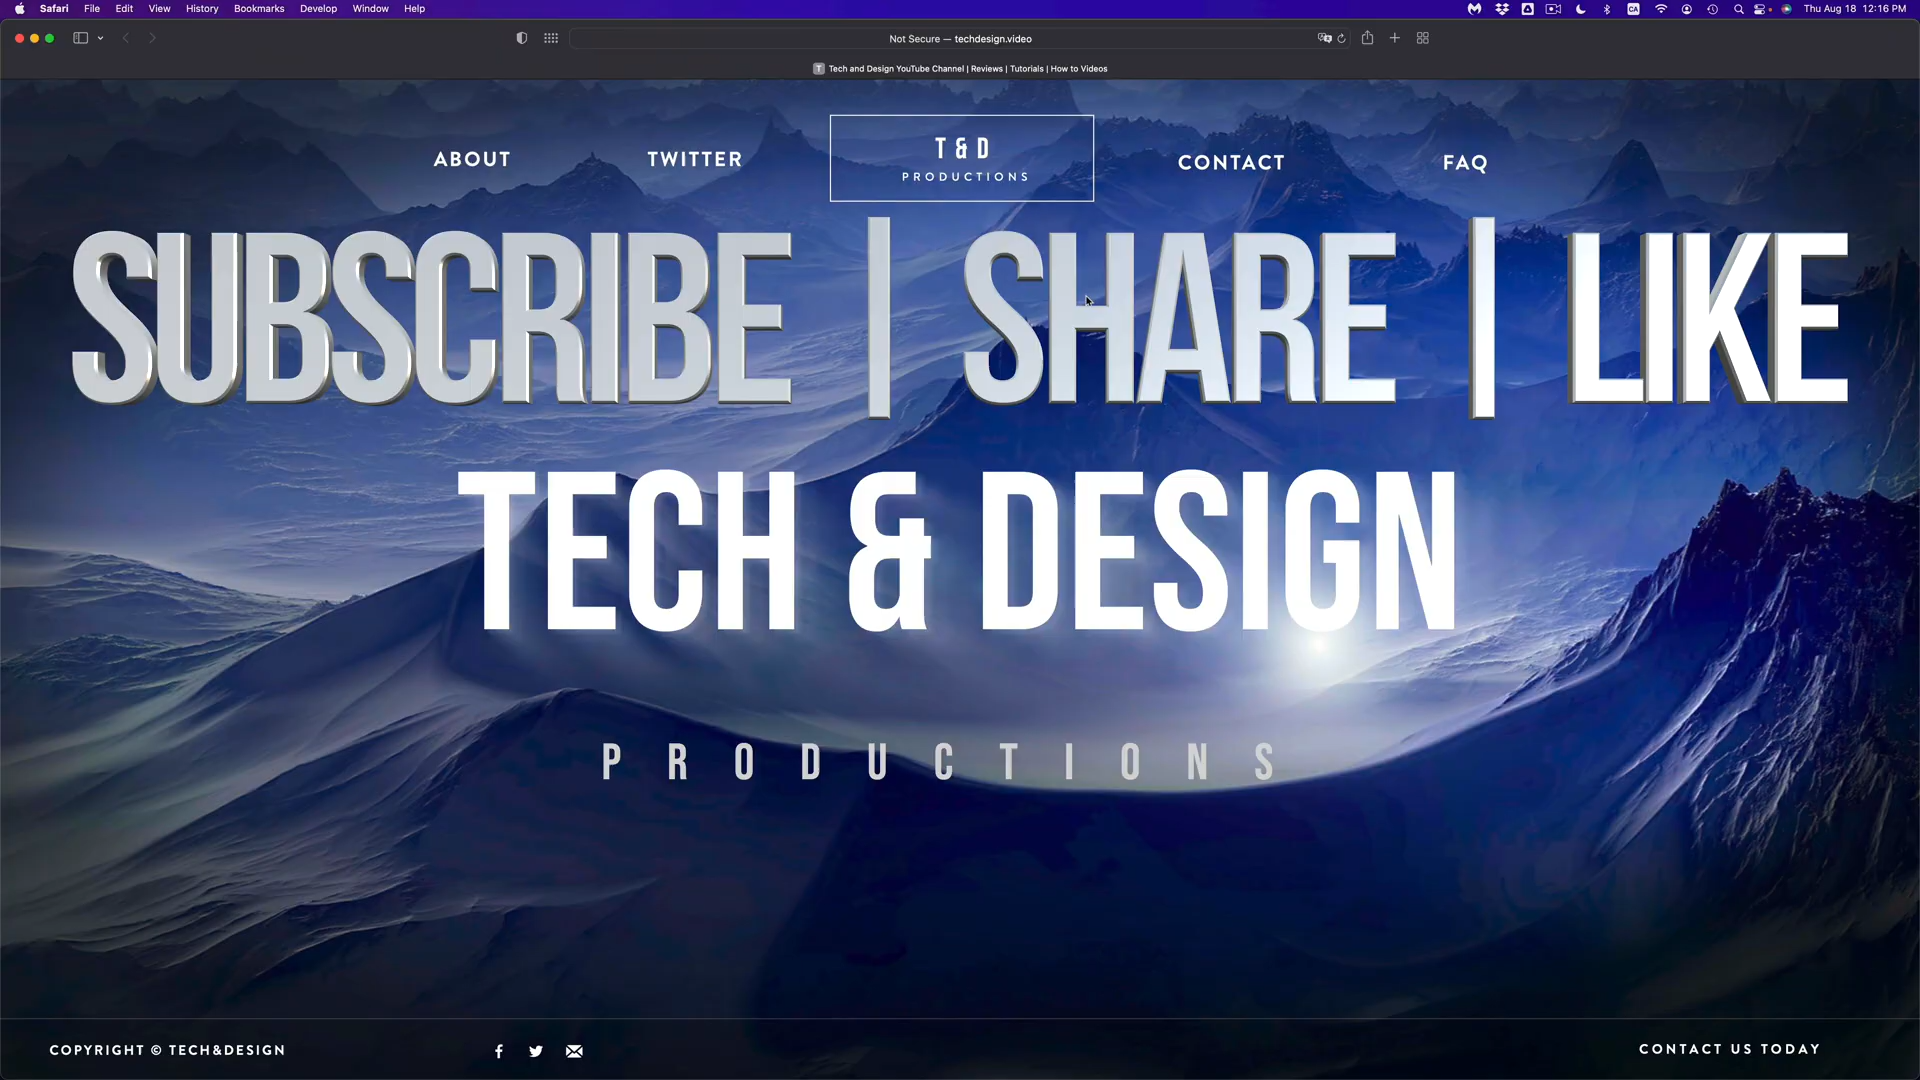 Safari File Edit View History Bookmarks Develop Window Help CA Thu Aug 18 12:16 PM
Not Secure — techdesign.video
T Tech and Design YouTube Channel | Reviews | Tutorials | How to Videos
ABOUT TWITTER T & D CONTACT FAQ
PRODUCTIONS
SUBSCRIBE | SHARE | LIKE
TECH & DESIGN
PRODUCTIONS
COPYRIGHT © TECH&DESIGN CONTACT US TODAY